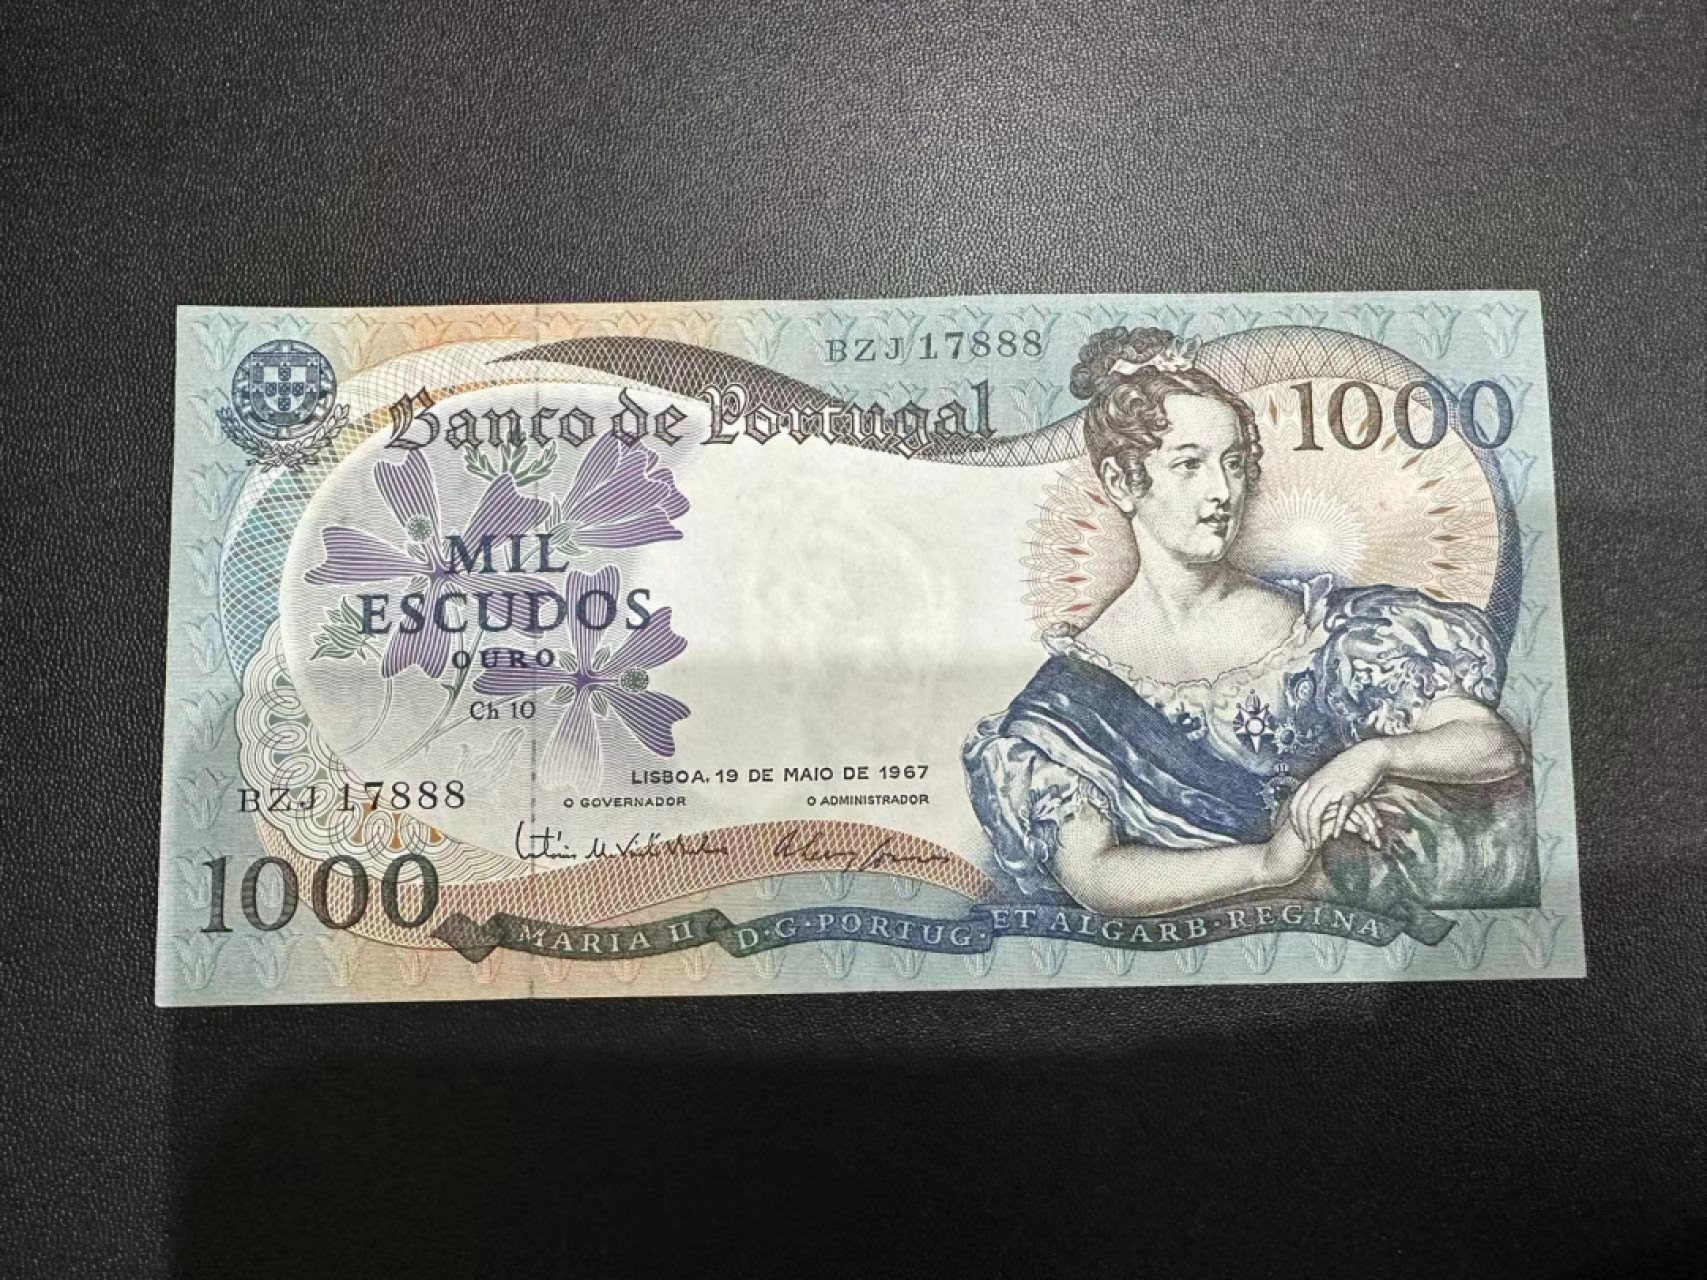 BZJ 17888
Banco de Portugal
1000
MIL
ESCUDOS
OURO
Ch 10
LISBOA, 19 DE MAIO DE 1967
BZJ 17888
O GOVERNADOR
O ADMINISTRADOR
1000
MARIA II D·G·PORTUG·ET ALGARB·REGINA